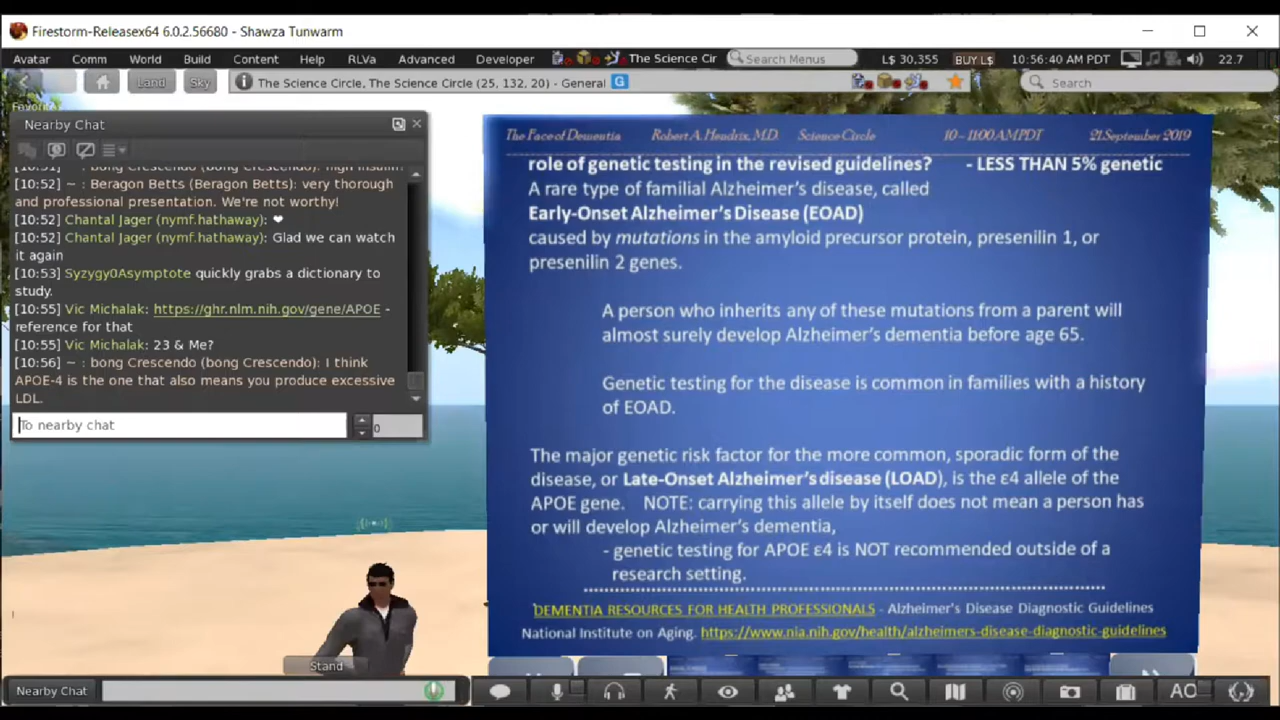 Firestorm-Releasex64 6.0.2.56680 - Shawza Tunwarm
Avatar Comm World Build Content Help RLVa Advanced Developer The Science Cir Search Menus L$ 30,355 BUY L$ 10:56:40 AM PDT 22.7
Land Sky The Science Circle, The Science Circle (25, 132, 20) - General G Search
Nearby Chat
[10:52] ~ : Beragon Betts (Beragon Betts): very thorough
and professional presentation. We're not worthy!
[10:52] Chantal Jager (nymf.hathaway): ❤
[10:52] Chantal Jager (nymf.hathaway): Glad we can watch
it again
[10:53] Syzygy0Asymptote quickly grabs a dictionary to
study.
[10:55] Vic Michalak: https://ghr.nlm.nih.gov/gene/APOE -
reference for that
[10:55] Vic Michalak: 23 & Me?
[10:56] ~ : bong Crescendo (bong Crescendo): I think
APOE-4 is the one that also means you produce excessive
LDL.
To nearby chat
0
The Face of Dementia Robert A. Hendrix, M.D. Science Circle 10 - 11:00 AM PDT 21 September 2019
role of genetic testing in the revised guidelines? - LESS THAN 5% genetic
A rare type of familial Alzheimer's disease, called
Early-Onset Alzheimer's Disease (EOAD)
caused by mutations in the amyloid precursor protein, presenilin 1, or
presenilin 2 genes.
A person who inherits any of these mutations from a parent will
almost surely develop Alzheimer's dementia before age 65.
Genetic testing for the disease is common in families with a history
of EOAD.
The major genetic risk factor for the more common, sporadic form of the
disease, or Late-Onset Alzheimer's disease (LOAD), is the ε4 allele of the
APOE gene. NOTE: carrying this allele by itself does not mean a person has
or will develop Alzheimer's dementia,
- genetic testing for APOE ε4 is NOT recommended outside of a
research setting.
DEMENTIA RESOURCES FOR HEALTH PROFESSIONALS - Alzheimer's Disease Diagnostic Guidelines
National Institute on Aging. https://www.nia.nih.gov/health/alzheimers-disease-diagnostic-guidelines
Stand
Nearby Chat
AO